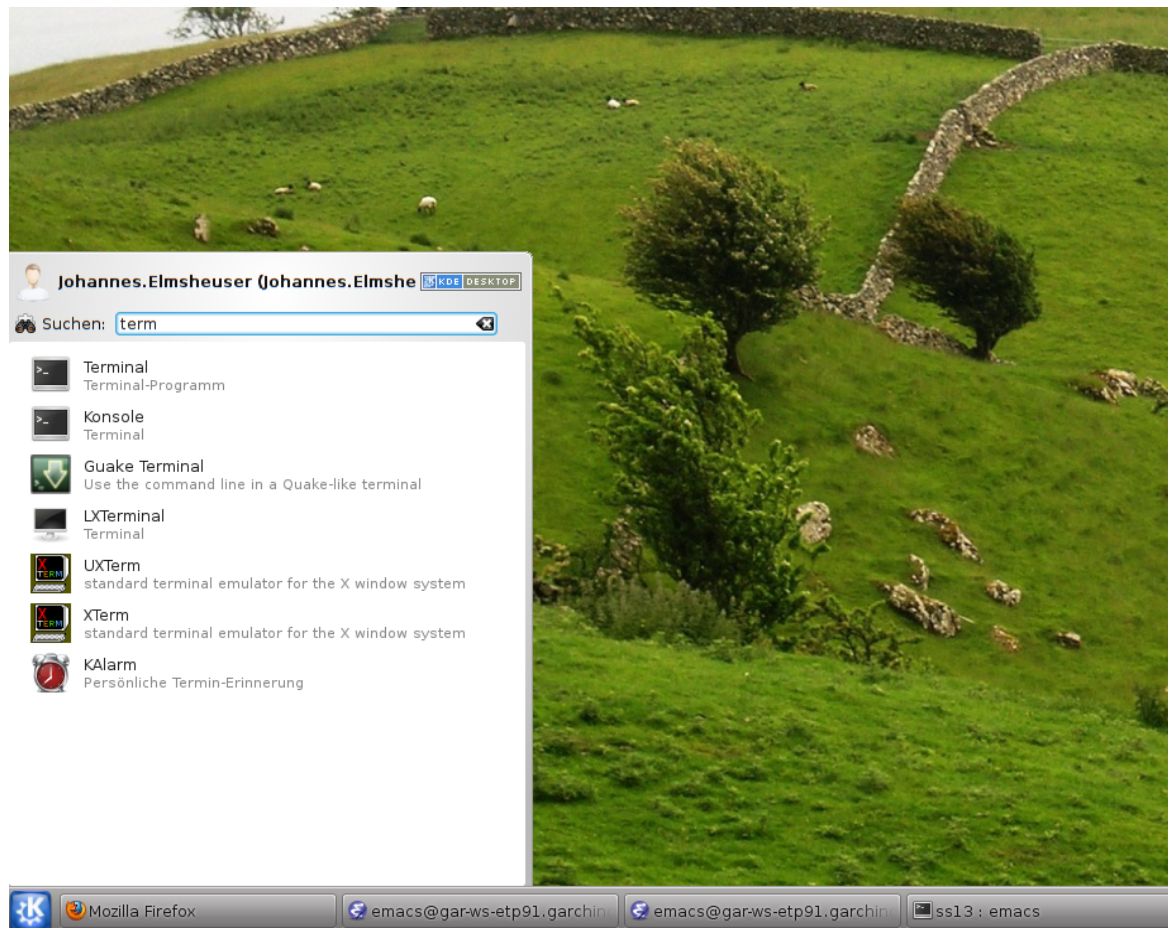 Johannes.Elmsheuser (Johannes.Elmshe KDE DESKTOP
Suchen: term
Terminal
Terminal-Programm
Konsole
Terminal
Guake Terminal
Use the command line in a Quake-like terminal
LXTerminal
Terminal
UXTerm
standard terminal emulator for the X window system
XTerm
standard terminal emulator for the X window system
KAlarm
Persönliche Termin-Erinnerung
Mozilla Firefox emacs@gar-ws-etp91.garchin emacs@gar-ws-etp91.garchin ss13 : emacs